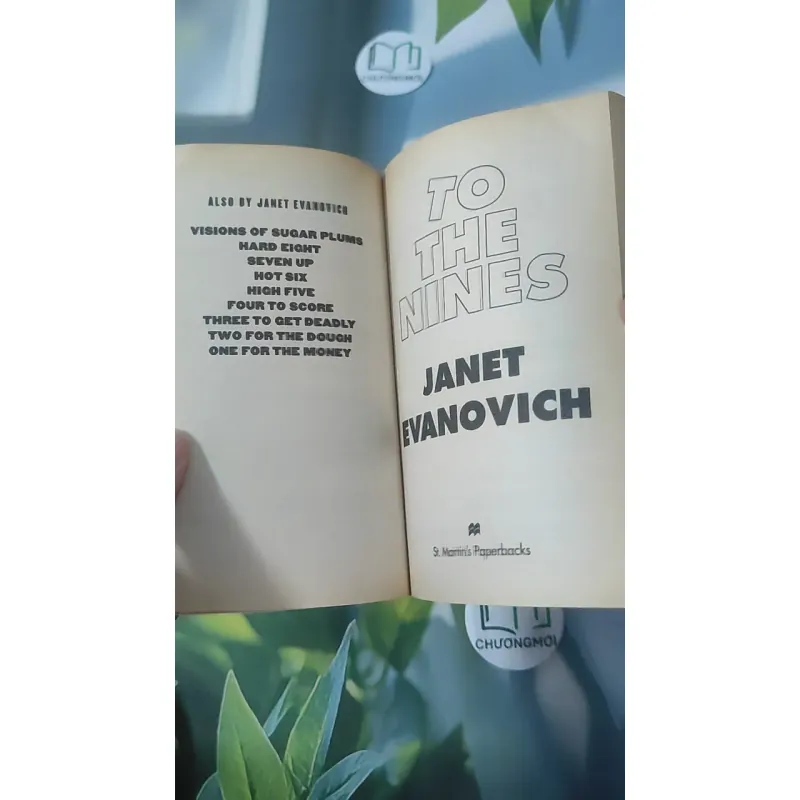 CHƯƠNGMỚI
ALSO BY JANET EVANOVICH
VISIONS OF SUGAR PLUMS
HARD EIGHT
SEVEN UP
HOT SIX
HIGH FIVE
FOUR TO SCORE
THREE TO GET DEADLY
TWO FOR THE DOUGH
ONE FOR THE MONEY
TO
THE
NINES
JANET
EVANOVICH
St. Martin's Paperbacks
CHƯƠNGMỚI